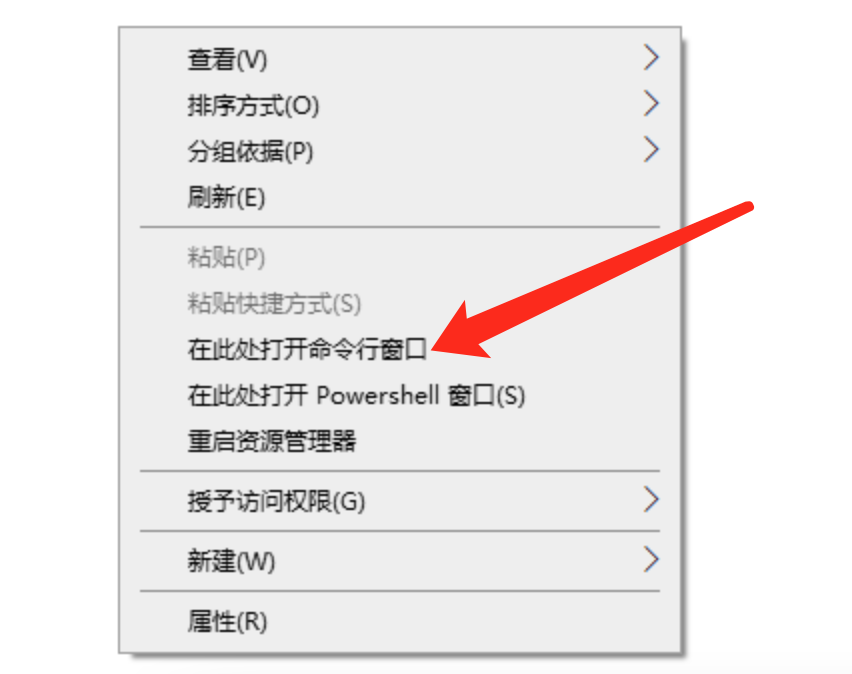 查看(V)
排序方式(O)
分组依据(P)
刷新(E)
粘贴(P)
粘贴快捷方式(S)
在此处打开命令行窗口
在此处打开 Powershell 窗口(S)
重启资源管理器
授予访问权限(G)
新建(W)
属性(R)